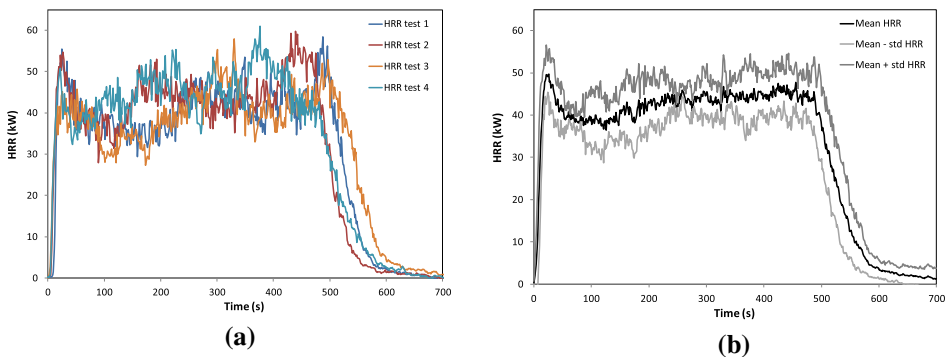 HRR (kW)
60
50
40
30
20
10
0
0 100 200 300 400 500 600 700
Time (s)
HRR test 1
HRR test 2
HRR test 3
HRR test 4
(a)
HRR (kW)
60
50
40
30
20
10
0
0 100 200 300 400 500 600 700
Time (s)
Mean HRR
Mean - std HRR
Mean + std HRR
(b)